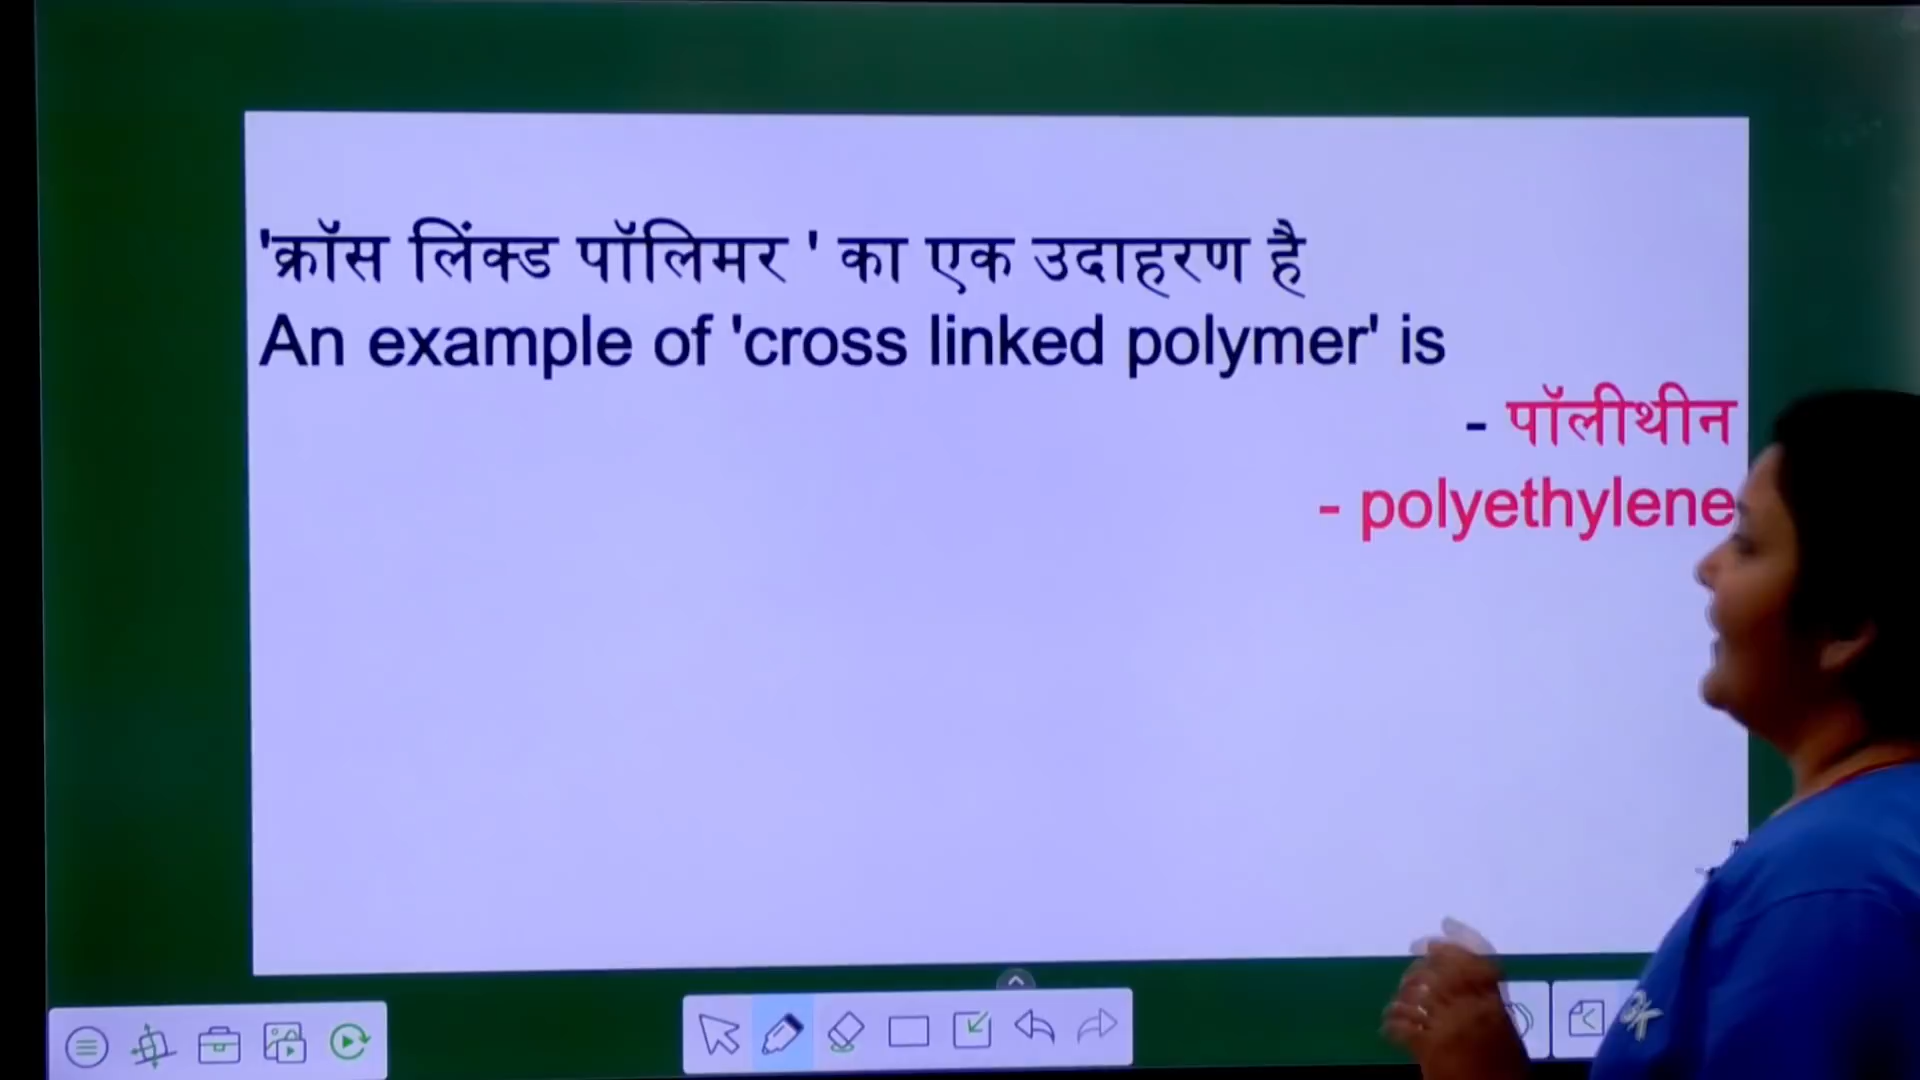 'क्रॉस लिंक्ड पॉलिमर ' का एक उदाहरण है
An example of 'cross linked polymer' is
- पॉलीथीन
- polyethylene